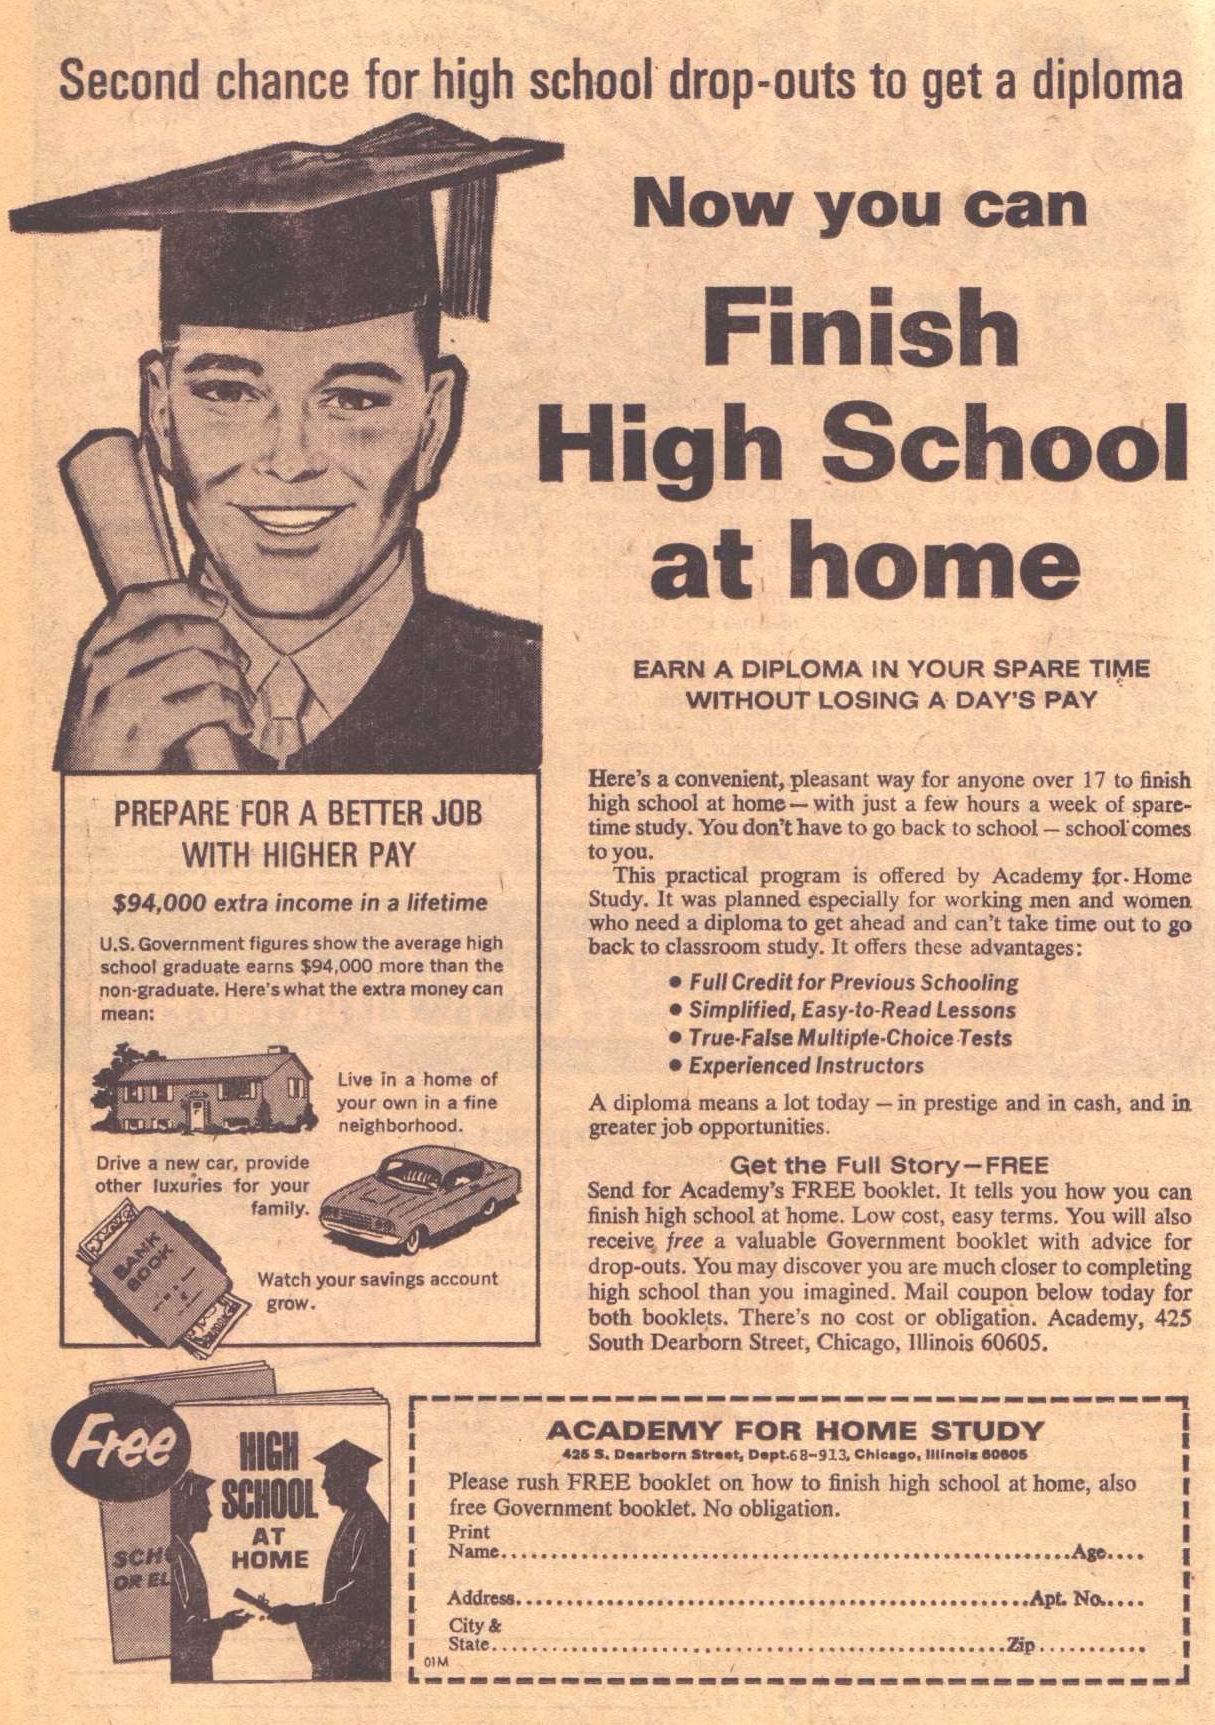 Second chance for high school drop-outs to get a diploma
Now you can
Finish
High School
at home
EARN A DIPLOMA IN YOUR SPARE TIME
WITHOUT LOSING A DAY'S PAY
PREPARE FOR A BETTER JOB
WITH HIGHER PAY
$94,000 extra income in a lifetime
U.S. Government figures show the average high
school graduate earns $94,000 more than the
non-graduate. Here's what the extra money can
mean:
Live in a home of
your own in a fine
neighborhood.
Drive a new car, provide
other luxuries for your
family.
BANK
BOOK
Watch your savings account
grow.
Here's a convenient, pleasant way for anyone over 17 to finish
high school at home — with just a few hours a week of spare-
time study. You don't have to go back to school — school comes
to you.
This practical program is offered by Academy for Home
Study. It was planned especially for working men and women
who need a diploma to get ahead and can't take time out to go
back to classroom study. It offers these advantages:
● Full Credit for Previous Schooling
● Simplified, Easy-to-Read Lessons
● True-False Multiple-Choice Tests
● Experienced Instructors
A diploma means a lot today — in prestige and in cash, and in
greater job opportunities.
Get the Full Story—FREE
Send for Academy's FREE booklet. It tells you how you can
finish high school at home. Low cost, easy terms. You will also
receive free a valuable Government booklet with advice for
drop-outs. You may discover you are much closer to completing
high school than you imagined. Mail coupon below today for
both booklets. There's no cost or obligation. Academy, 425
South Dearborn Street, Chicago, Illinois 60605.
Free
HIGH
SCHOOL
AT
HOME
SCHO
OR EL
ACADEMY FOR HOME STUDY
425 S. Dearborn Street, Dept.68-913, Chicago, Illinois 60605
Please rush FREE booklet on how to finish high school at home, also
free Government booklet. No obligation.
Print
Name.......... Age....
Address.......... Apt. No.....
City &
State.......... Zip..........
01M